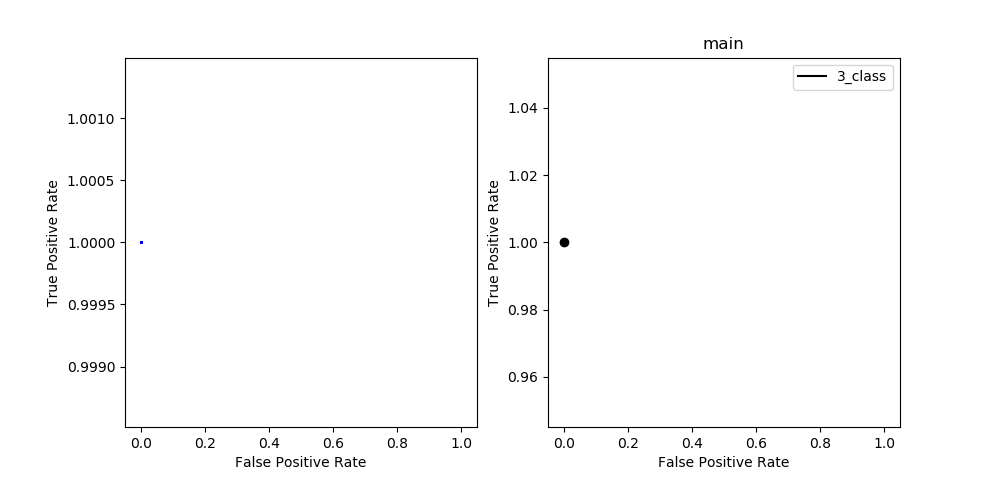 1.0010
1.0005
1.0000
0.9995
0.9990
True Positive Rate
0.0 0.2 0.4 0.6 0.8 1.0
False Positive Rate
main
3_class
1.04
1.02
1.00
0.98
0.96
True Positive Rate
0.0 0.2 0.4 0.6 0.8 1.0
False Positive Rate